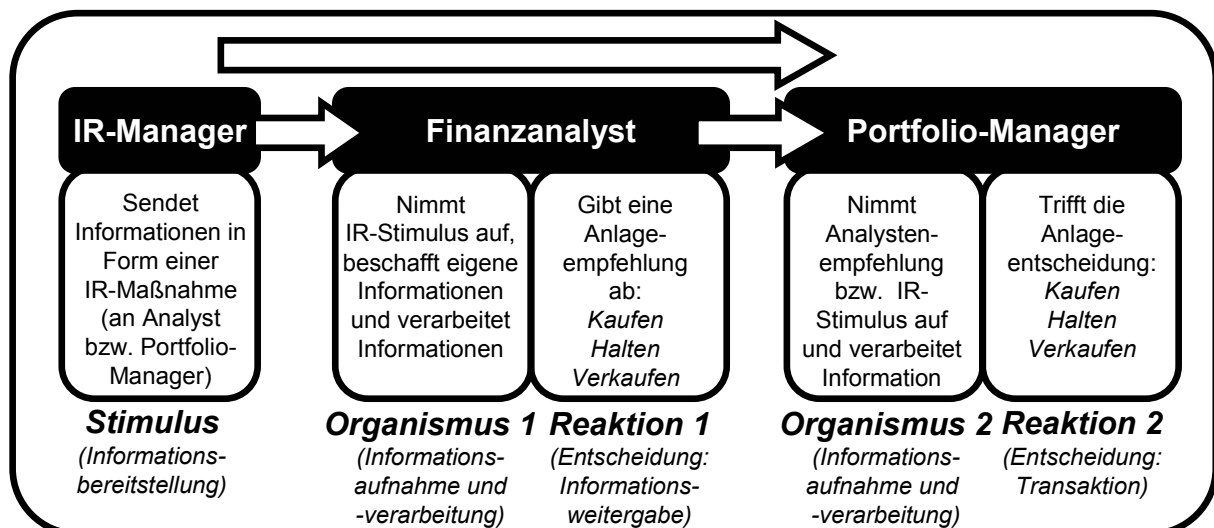 IR-Manager
Sendet
Informationen in
Form einer
IR-Maßnahme
(an Analyst
bzw. Portfolio-
Manager)
Stimulus
(Informations-
bereitstellung)
Finanzanalyst
Nimmt
IR-Stimulus auf,
beschafft eigene
Informationen
und verarbeitet
Informationen
Organismus 1
(Informations-
aufnahme und
-verarbeitung)
Gibt eine
Anlage-
empfehlung
ab:
Kaufen
Halten
Verkaufen
Reaktion 1
(Entscheidung:
Informations-
weitergabe)
Portfolio-Manager
Nimmt
Analysten-
empfehlung
bzw. IR-
Stimulus auf
und verarbeitet
Information
Organismus 2
(Informations-
aufnahme und
-verarbeitung)
Trifft die
Anlage-
entscheidung:
Kaufen
Halten
Verkaufen
Reaktion 2
(Entscheidung:
Transaktion)